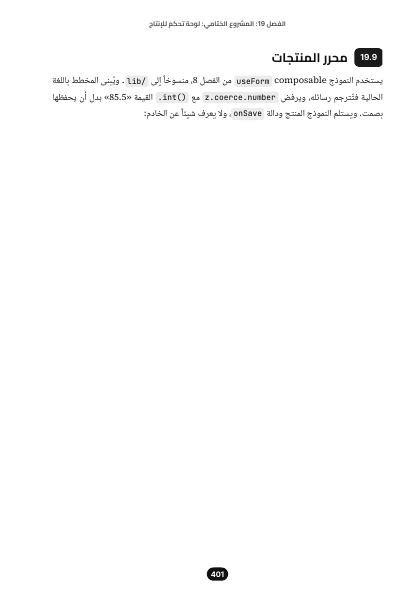 الفصل 19: المشروع الختامي: لوحة تحكم للإنتاج
19.9 محرر المنتجات
يستخدم النموذج useForm composable من الفصل 8، منسوخاً إلى lib/. ويُبنى المخطط باللغة
الحالية فتُترجم رسائله، ويرفض z.coerce.number مع .int() القيمة «85.5» بدل أن يحفظها
بصمت. ويستلم النموذج المنتج ودالة onSave، ولا يعرف شيئاً عن الخادم:
401